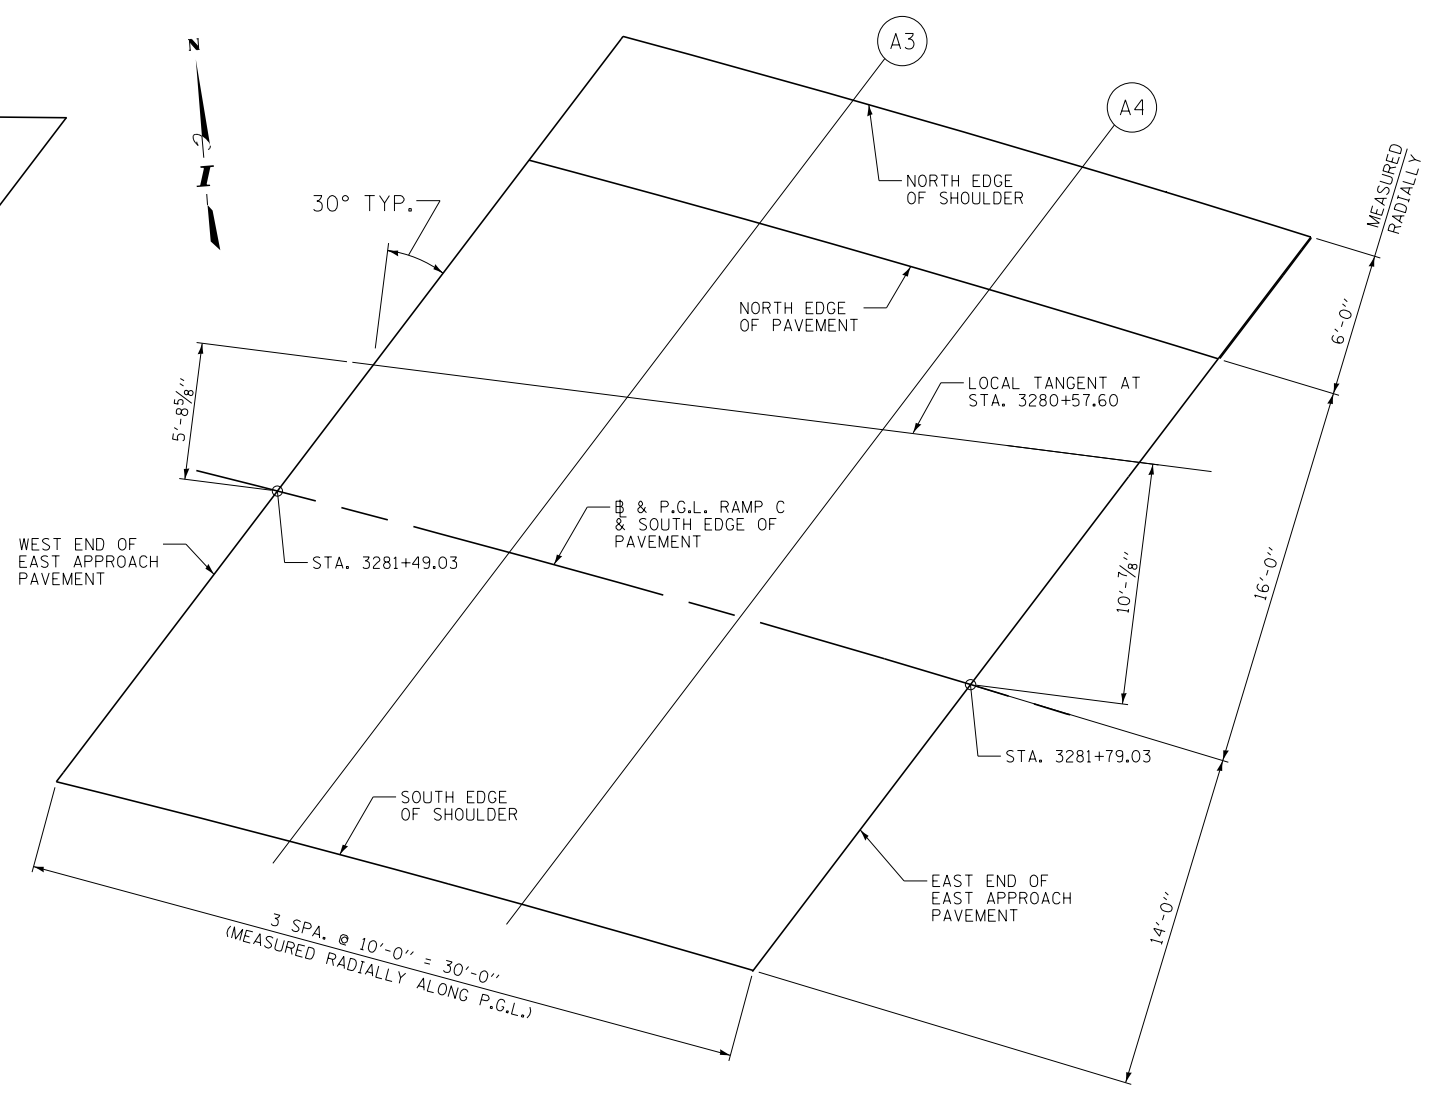 N
A3
A4
MEASURED
RADIALLY
NORTH EDGE
OF SHOULDER
30° TYP.
NORTH EDGE
OF PAVEMENT
6'-0"
LOCAL TANGENT AT
STA. 3280+57.60
5'-8⅝"
℄ & P.G.L. RAMP C
& SOUTH EDGE OF
PAVEMENT
WEST END OF
EAST APPROACH
PAVEMENT
STA. 3281+49.03
10'-⅞"
16'-0"
STA. 3281+79.03
SOUTH EDGE
OF SHOULDER
EAST END OF
EAST APPROACH
PAVEMENT
14'-0"
3 SPA. @ 10'-0" = 30'-0"
(MEASURED RADIALLY ALONG P.G.L.)